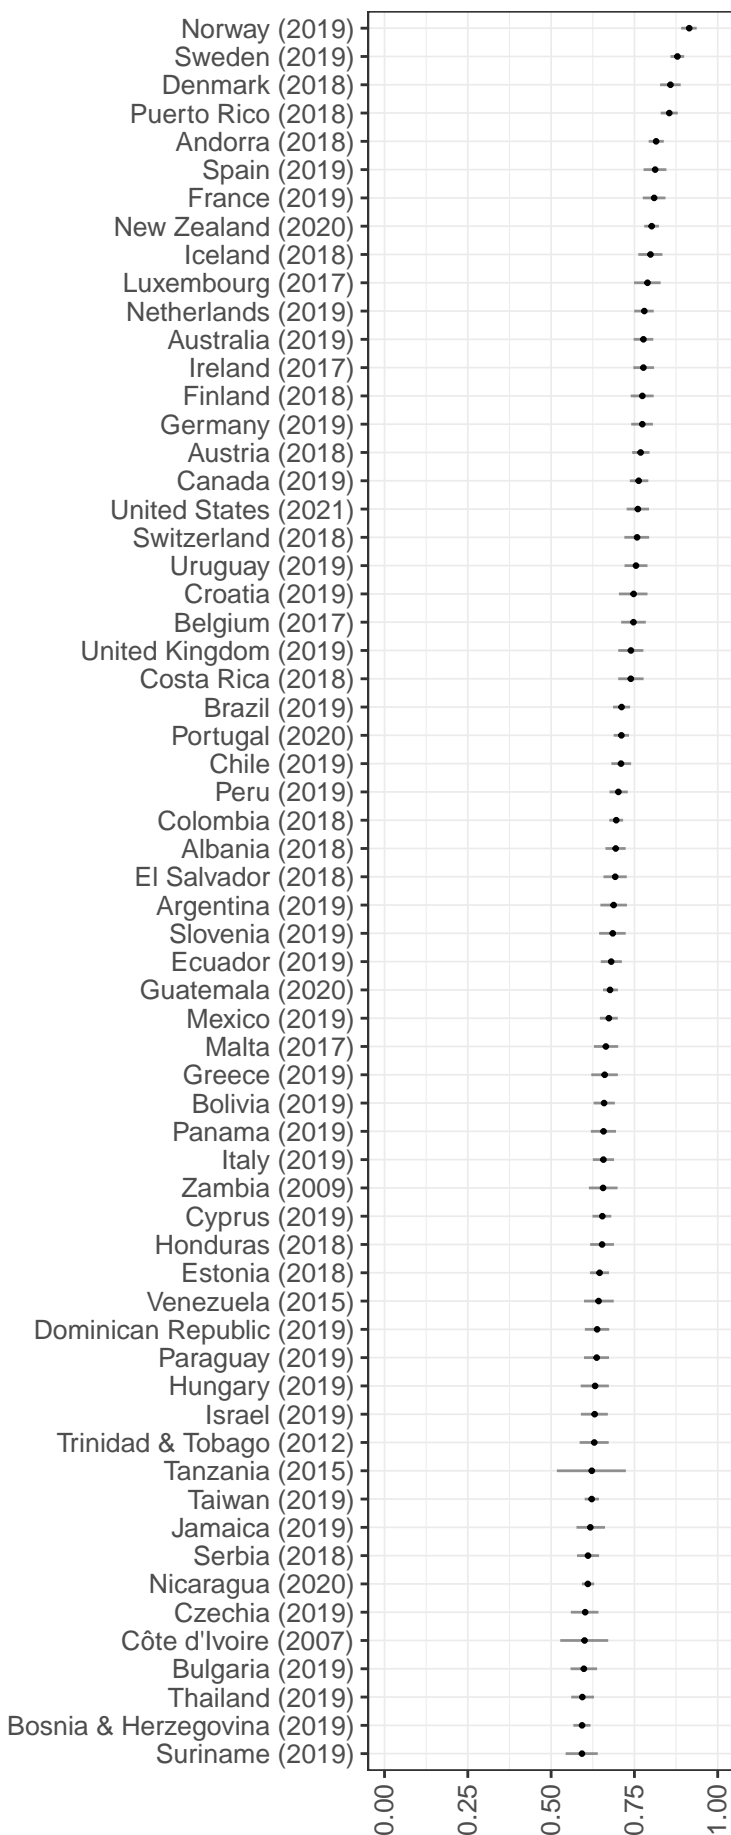 Norway (2019)
Sweden (2019)
Denmark (2018)
Puerto Rico (2018)
Andorra (2018)
Spain (2019)
France (2019)
New Zealand (2020)
Iceland (2018)
Luxembourg (2017)
Netherlands (2019)
Australia (2019)
Ireland (2017)
Finland (2018)
Germany (2019)
Austria (2018)
Canada (2019)
United States (2021)
Switzerland (2018)
Uruguay (2019)
Croatia (2019)
Belgium (2017)
United Kingdom (2019)
Costa Rica (2018)
Brazil (2019)
Portugal (2020)
Chile (2019)
Peru (2019)
Colombia (2018)
Albania (2018)
El Salvador (2018)
Argentina (2019)
Slovenia (2019)
Ecuador (2019)
Guatemala (2020)
Mexico (2019)
Malta (2017)
Greece (2019)
Bolivia (2019)
Panama (2019)
Italy (2019)
Zambia (2009)
Cyprus (2019)
Honduras (2018)
Estonia (2018)
Venezuela (2015)
Dominican Republic (2019)
Paraguay (2019)
Hungary (2019)
Israel (2019)
Trinidad & Tobago (2012)
Tanzania (2015)
Taiwan (2019)
Jamaica (2019)
Serbia (2018)
Nicaragua (2020)
Czechia (2019)
Côte d'Ivoire (2007)
Bulgaria (2019)
Thailand (2019)
Bosnia & Herzegovina (2019)
Suriname (2019)
0.00
0.25
0.50
0.75
1.00